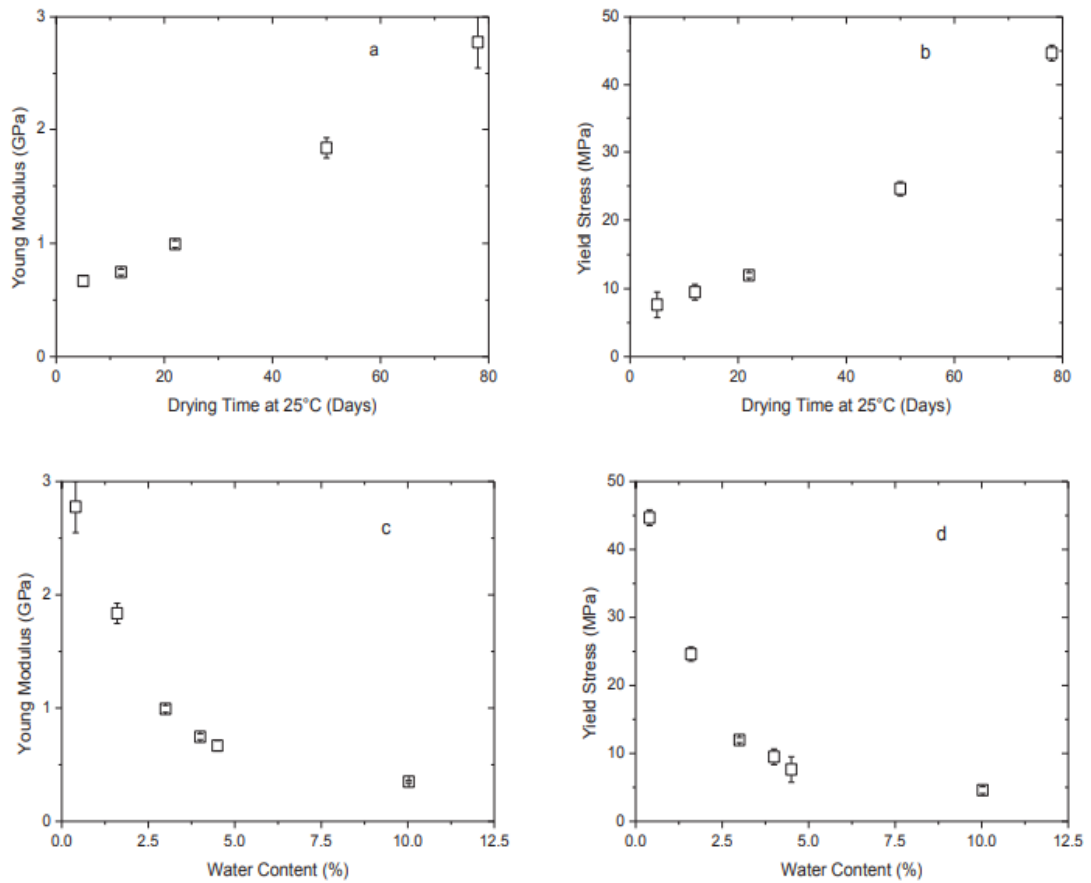 a
Young Modulus (GPa)
3
2
1
0
0 20 40 60 80
Drying Time at 25°C (Days)
b
Yield Stress (MPa)
50
40
30
20
10
0
0 20 40 60 80
Drying Time at 25°C (Days)
c
Young Modulus (GPa)
3
2
1
0
0.0 2.5 5.0 7.5 10.0 12.5
Water Content (%)
d
Yield Stress (MPa)
50
40
30
20
10
0
0.0 2.5 5.0 7.5 10.0 12.5
Water Content (%)